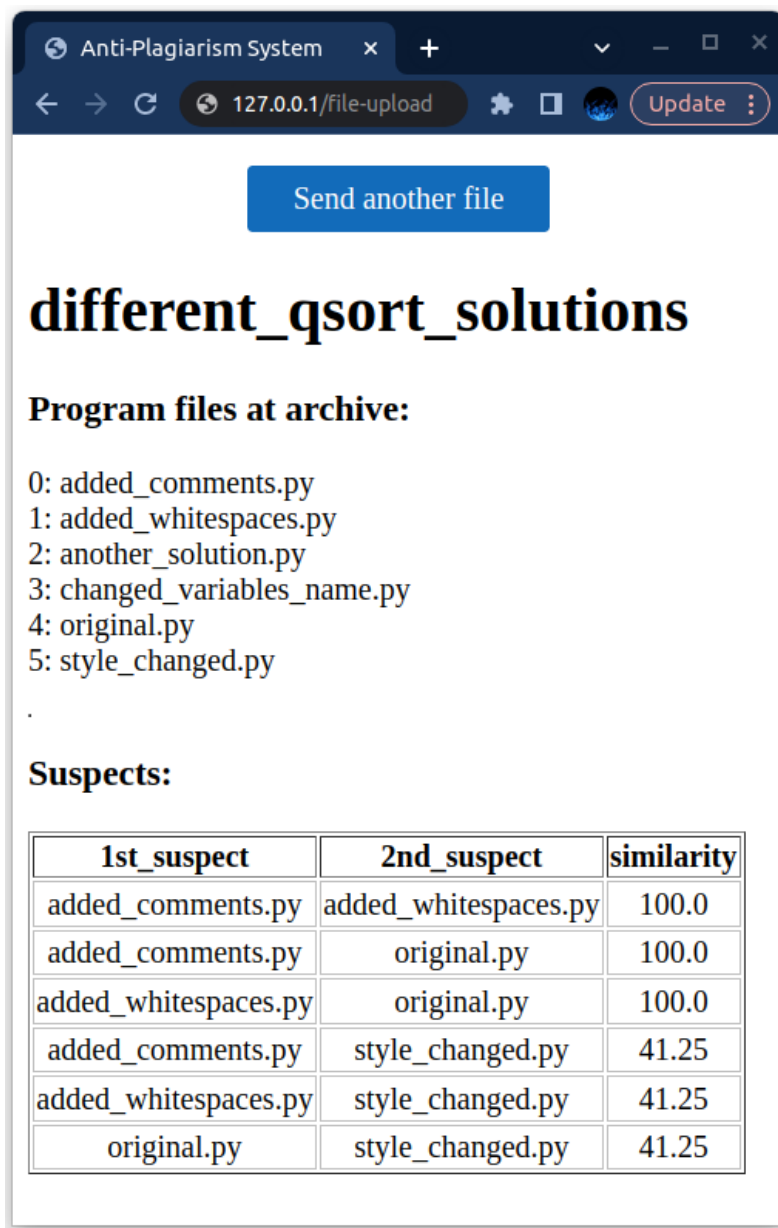 Anti-Plagiarism System
127.0.0.1/file-upload Update
Send another file
different_qsort_solutions
Program files at archive:
0: added_comments.py
1: added_whitespaces.py
2: another_solution.py
3: changed_variables_name.py
4: original.py
5: style_changed.py
.
Suspects:
1st_suspect 2nd_suspect similarity
added_comments.py added_whitespaces.py 100.0
added_comments.py original.py 100.0
added_whitespaces.py original.py 100.0
added_comments.py style_changed.py 41.25
added_whitespaces.py style_changed.py 41.25
original.py style_changed.py 41.25